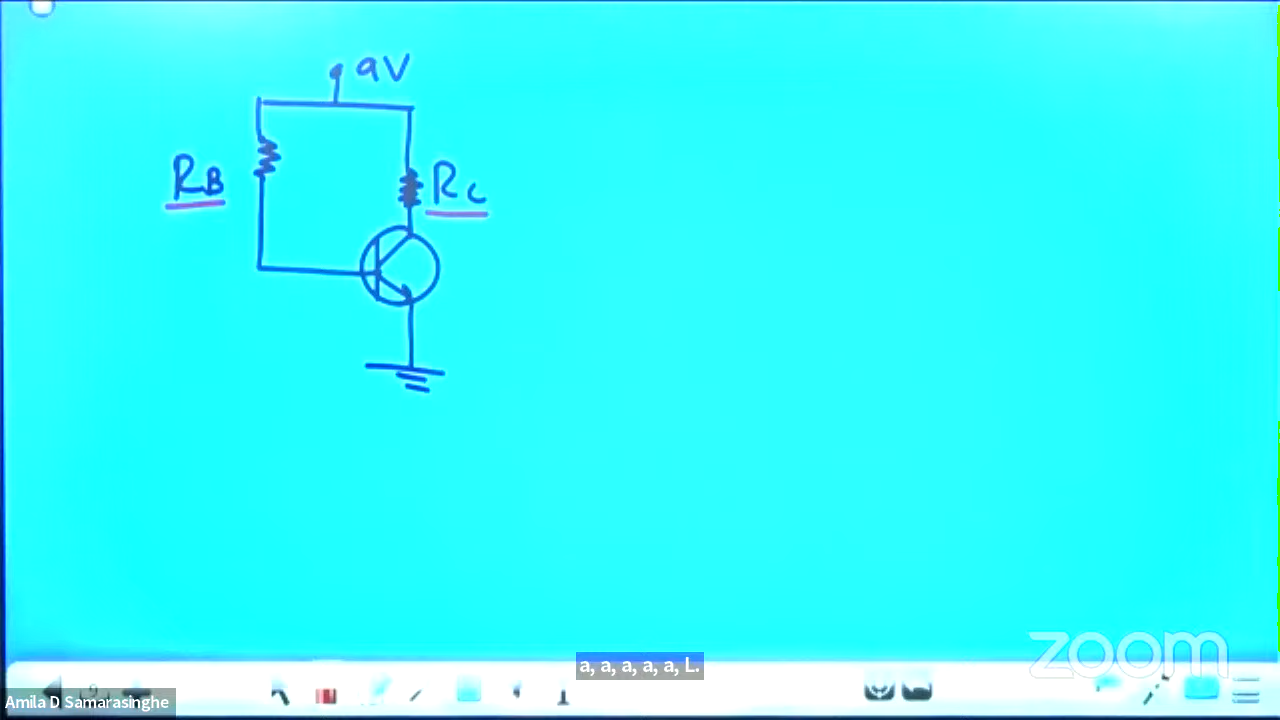 9V
RB
RC
a, a, a, a, a, L.
zoom
Amila D Samarasinghe